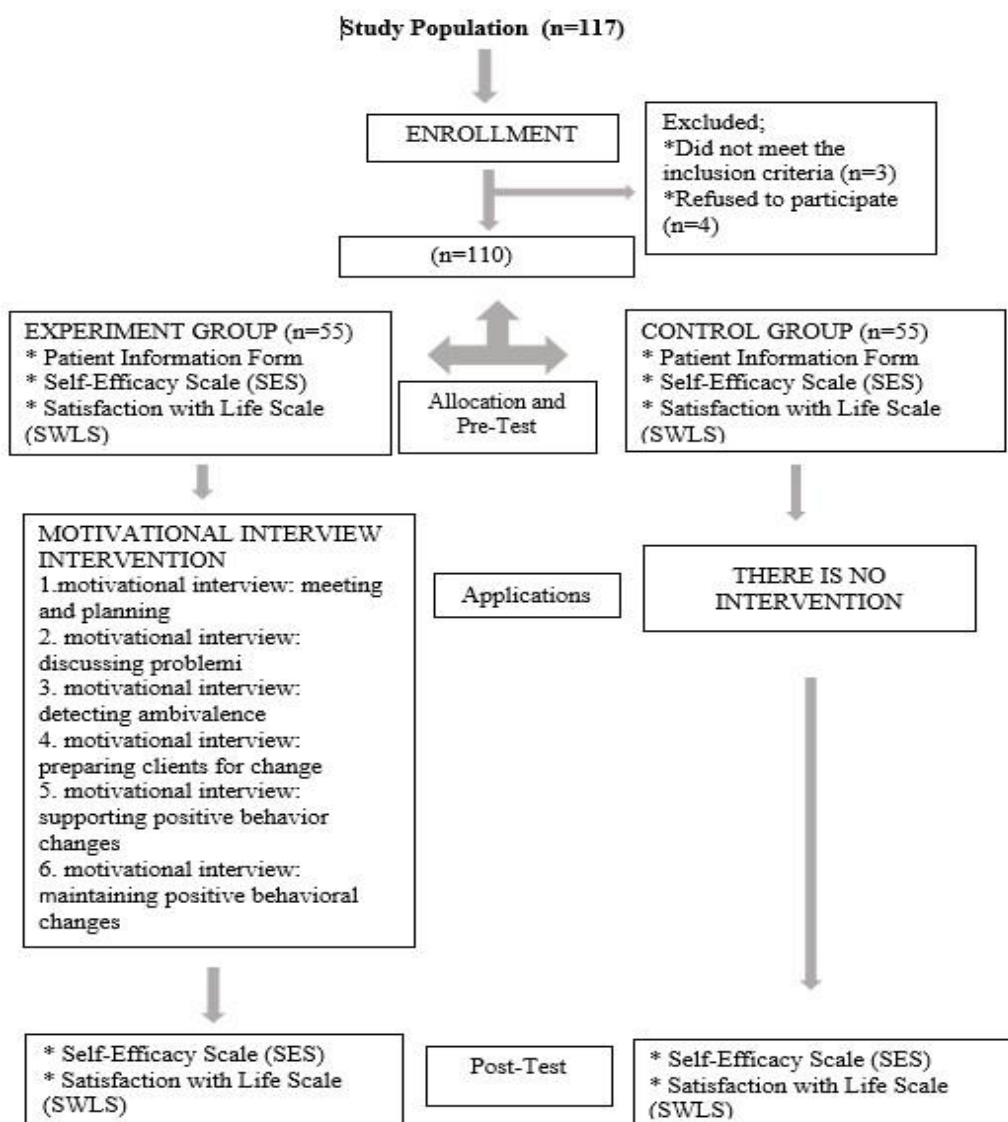 Study Population (n=117)
ENROLLMENT
Excluded;
*Did not meet the
inclusion criteria (n=3)
*Refused to participate
(n=4)
(n=110)
EXPERIMENT GROUP (n=55)
* Patient Information Form
* Self-Efficacy Scale (SES)
* Satisfaction with Life Scale
(SWLS)
Allocation and
Pre-Test
CONTROL GROUP (n=55)
* Patient Information Form
* Self-Efficacy Scale (SES)
* Satisfaction with Life Scale
(SWLS)
MOTIVATIONAL INTERVIEW
INTERVENTION
1.motivational interview: meeting
and planning
2. motivational interview:
discussing problemi
3. motivational interview:
detecting ambivalence
4. motivational interview:
preparing clients for change
5. motivational interview:
supporting positive behavior
changes
6. motivational interview:
maintaining positive behavioral
changes
Applications
THERE IS NO
INTERVENTION
* Self-Efficacy Scale (SES)
* Satisfaction with Life Scale
(SWLS)
Post-Test
* Self-Efficacy Scale (SES)
* Satisfaction with Life Scale
(SWLS)